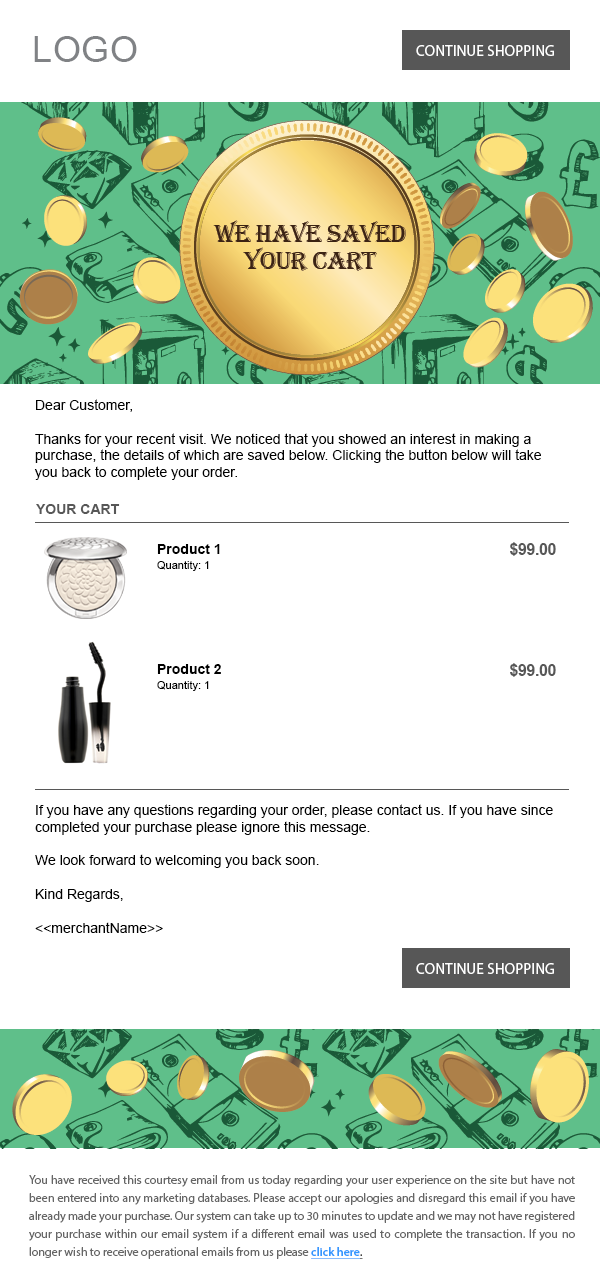 LOGO
CONTINUE SHOPPING
WE HAVE SAVED
YOUR CART
Dear Customer,
Thanks for your recent visit. We noticed that you showed an interest in making a
purchase, the details of which are saved below. Clicking the button below will take
you back to complete your order.
YOUR CART
Product 1
$99.00
Quantity: 1
Product 2
$99.00
Quantity: 1
If you have any questions regarding your order, please contact us. If you have since
completed your purchase please ignore this message.
We look forward to welcoming you back soon.
Kind Regards,
<<merchantName>>
CONTINUE SHOPPING
You have received this courtesy email from us today regarding your user experience on the site but have not
been entered into any marketing databases. Please accept our apologies and disregard this email if you have
already made your purchase. Our system can take up to 30 minutes to update and we may not have registered
your purchase within our email system if a different email was used to complete the transaction. If you no
longer wish to receive operational emails from us please click here.